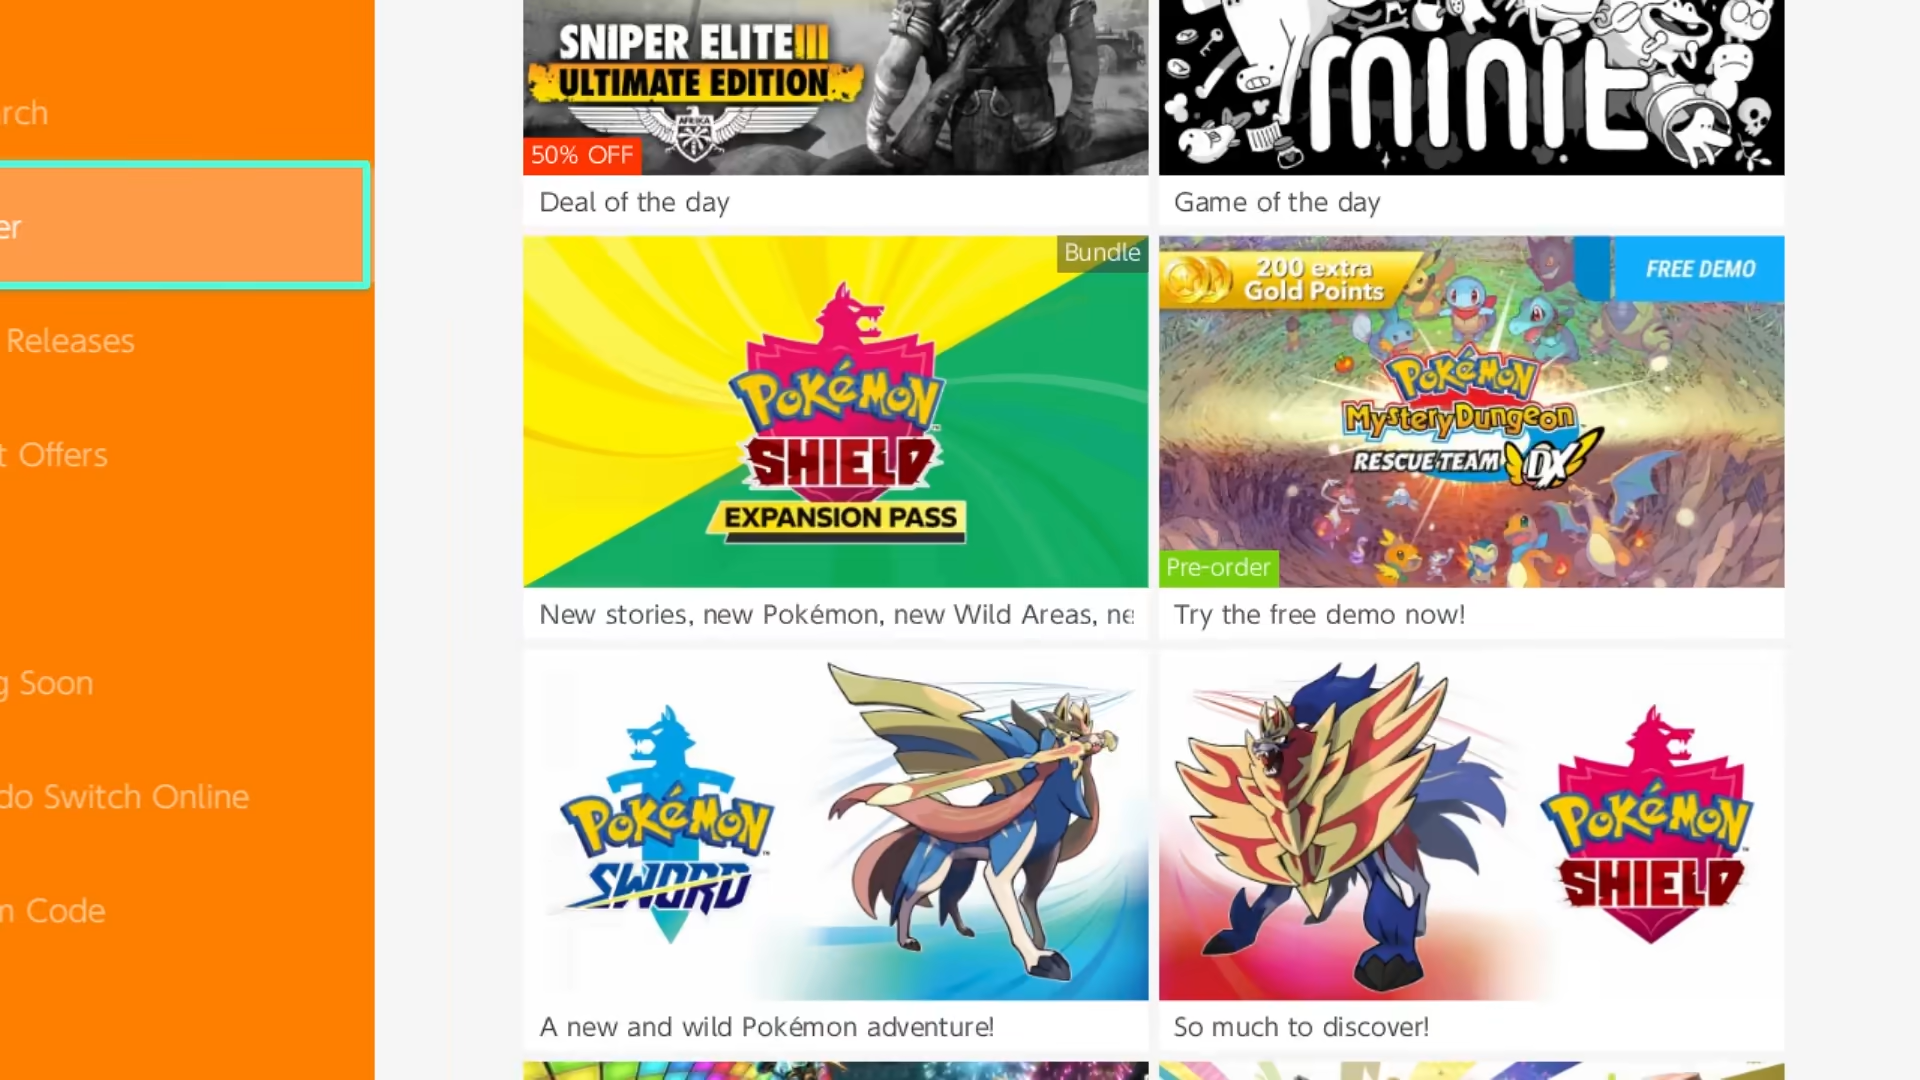 rch
er
Releases
t Offers
g Soon
do Switch Online
m Code
SNIPER ELITE III
ULTIMATE EDITION
AFRIKA
50% OFF
Deal of the day
minit
Game of the day
Bundle
POKéMON
SHIELD
EXPANSION PASS
New stories, new Pokémon, new Wild Areas, ne
200 extra
Gold Points
FREE DEMO
POKéMON
Mystery Dungeon
RESCUE TEAM DX
Pre-order
Try the free demo now!
POKéMON
SWORD
A new and wild Pokémon adventure!
POKéMON
SHIELD
So much to discover!